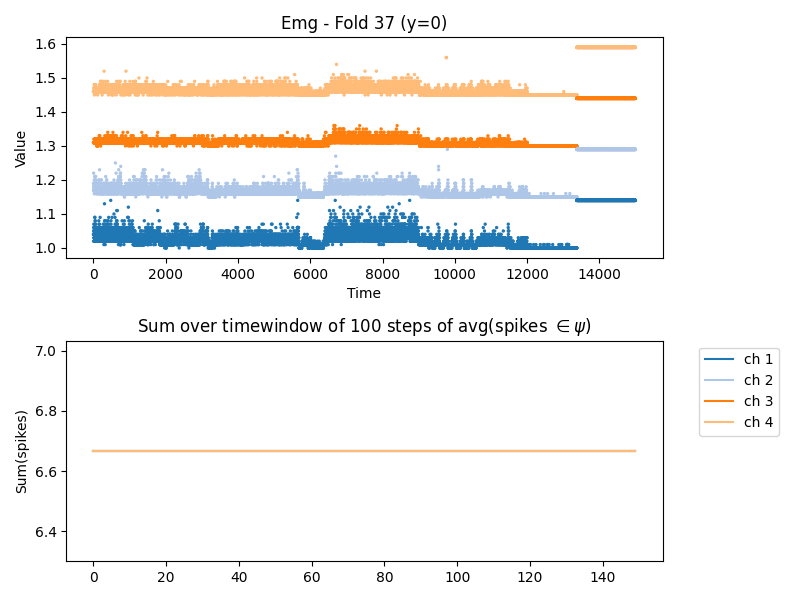 Emg - Fold 37 (y=0)
Value
1.6
1.5
1.4
1.3
1.2
1.1
1.0
0 2000 4000 6000 8000 10000 12000 14000
Time
Sum over timewindow of 100 steps of avg(spikes ∈ ψ)
Sum(spikes)
7.0
6.8
6.6
6.4
0 20 40 60 80 100 120 140
ch 1
ch 2
ch 3
ch 4